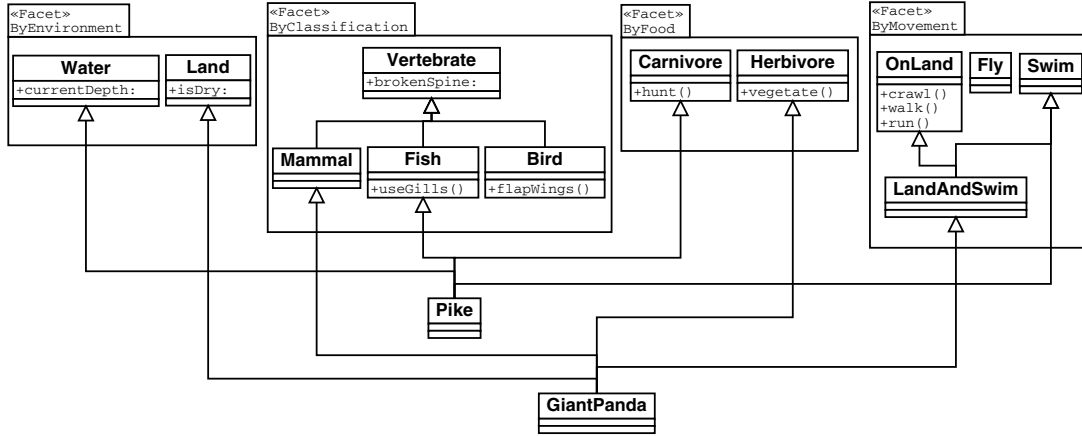 «Facet»
ByEnvironment
Water
+currentDepth:
Land
+isDry:
«Facet»
ByClassification
Vertebrate
+brokenSpine:
Mammal
Fish
+useGills()
Bird
+flapWings()
«Facet»
ByFood
Carnivore
+hunt()
Herbivore
+vegetate()
«Facet»
ByMovement
OnLand
+crawl()
+walk()
+run()
Fly
Swim
LandAndSwim
Pike
GiantPanda